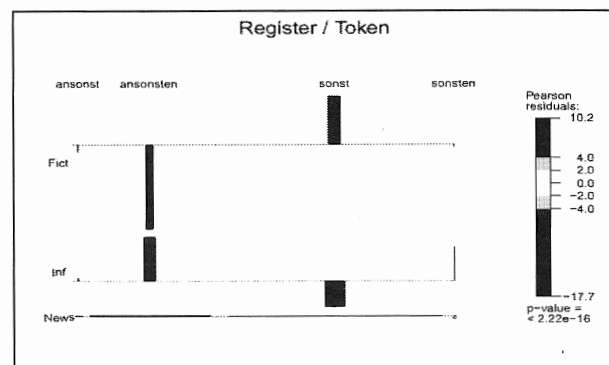 Register / Token
ansonst ansonsten sonst sonsten
Pearson
residuals:
10.2
4.0
2.0
0.0
-2.0
-4.0
-17.7
p-value =
< 2.22e-16
Fict
Inf
News